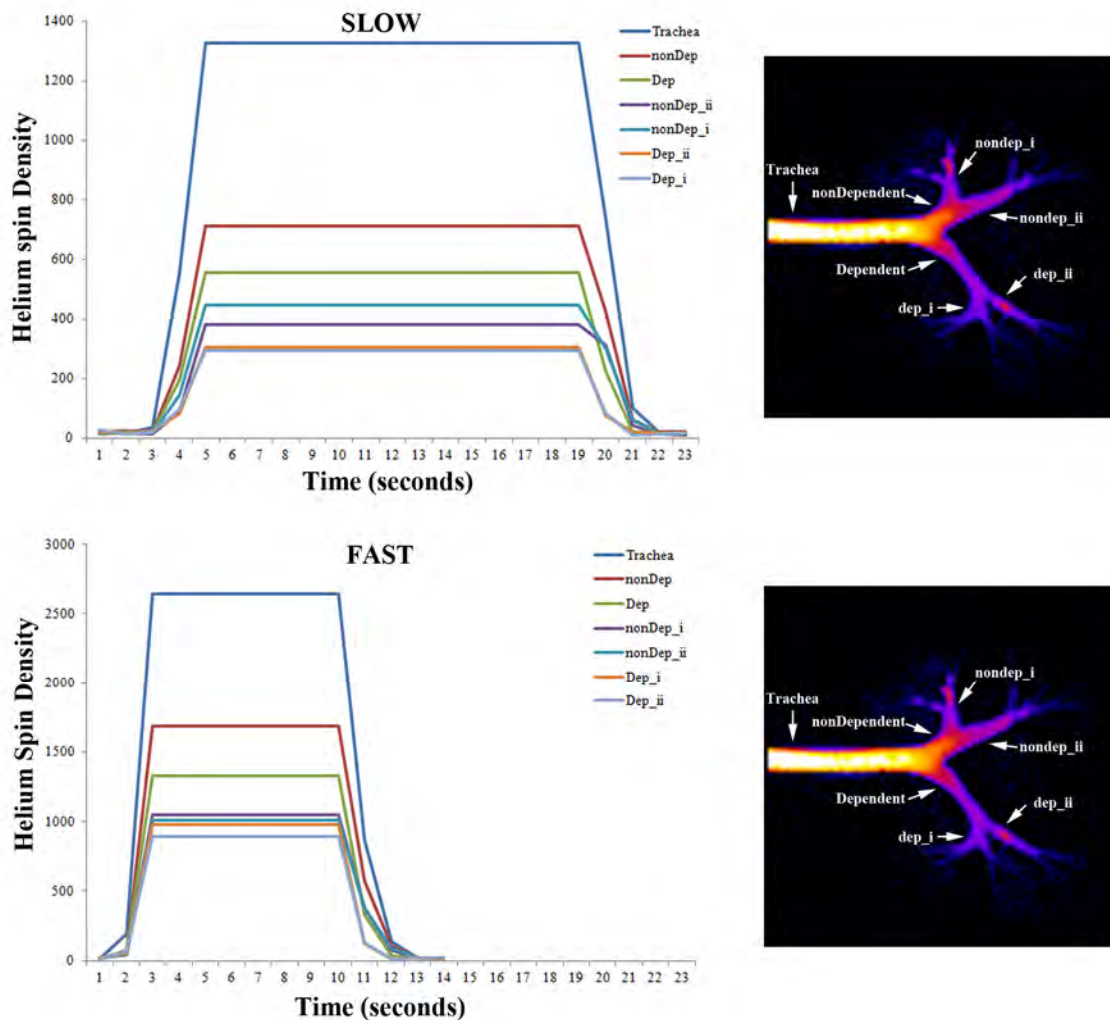 SLOW
1400
1200
1000
800
600
400
200
0
Helium spin Density
1 2 3 4 5 6 7 8 9 10 11 12 13 14 15 16 17 18 19 20 21 22 23
Time (seconds)
Trachea
nonDep
Dep
nonDep_ii
nonDep_i
Dep_ii
Dep_i
nondep_i
Trachea
nonDependent
nondep_ii
Dependent
dep_ii
dep_i
FAST
3000
2500
2000
1500
1000
500
0
Helium Spin Density
1 2 3 4 5 6 7 8 9 10 11 12 13 14 15 16 17 18 19 20 21 22 23
Time (seconds)
Trachea
nonDep
Dep
nonDep_i
nonDep_ii
Dep_i
Dep_ii
nondep_i
Trachea
nonDependent
nondep_ii
Dependent
dep_ii
dep_i